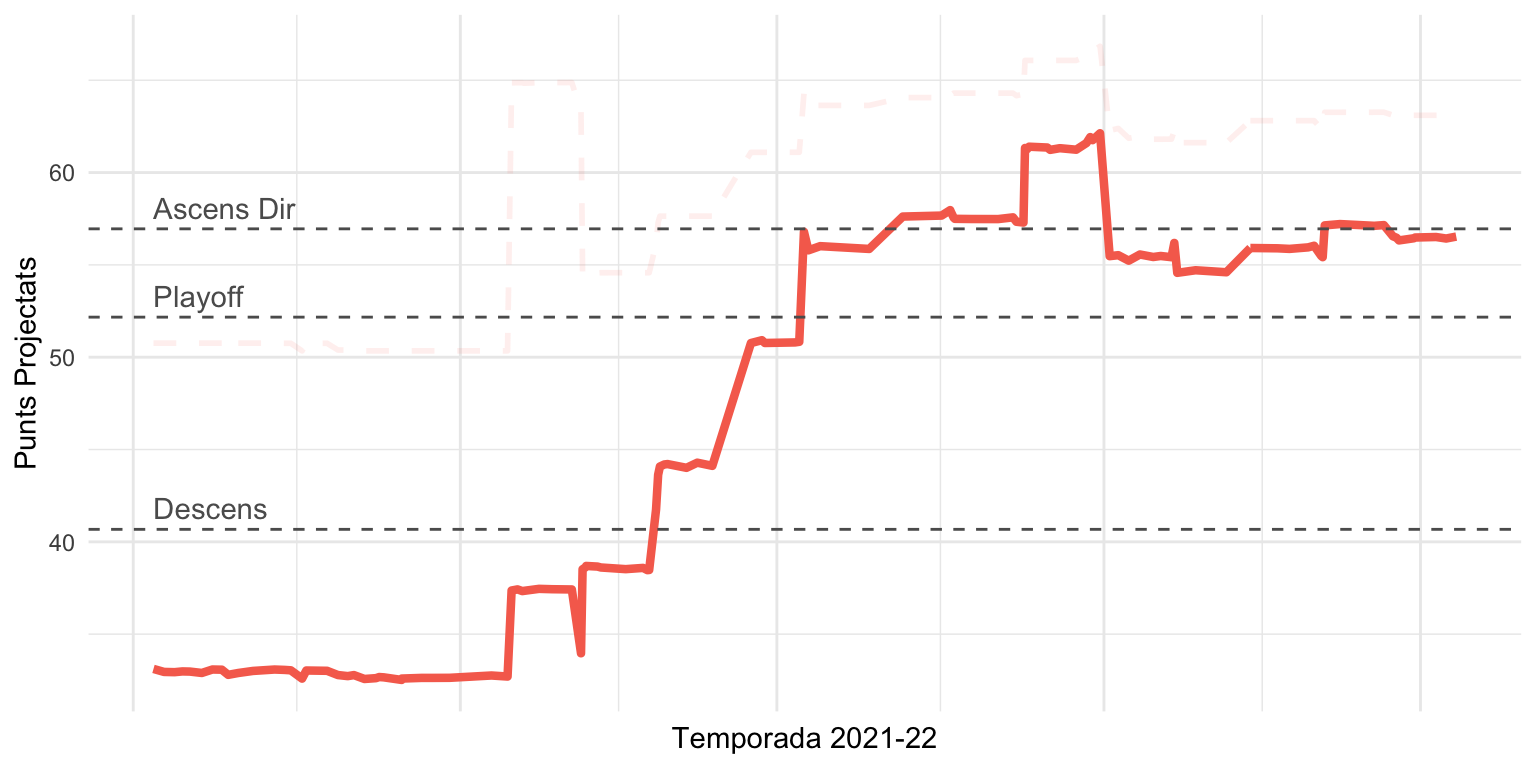 60
Ascens Dir
Playoff
50
Descens
40
Punts Projectats
Temporada 2021-22